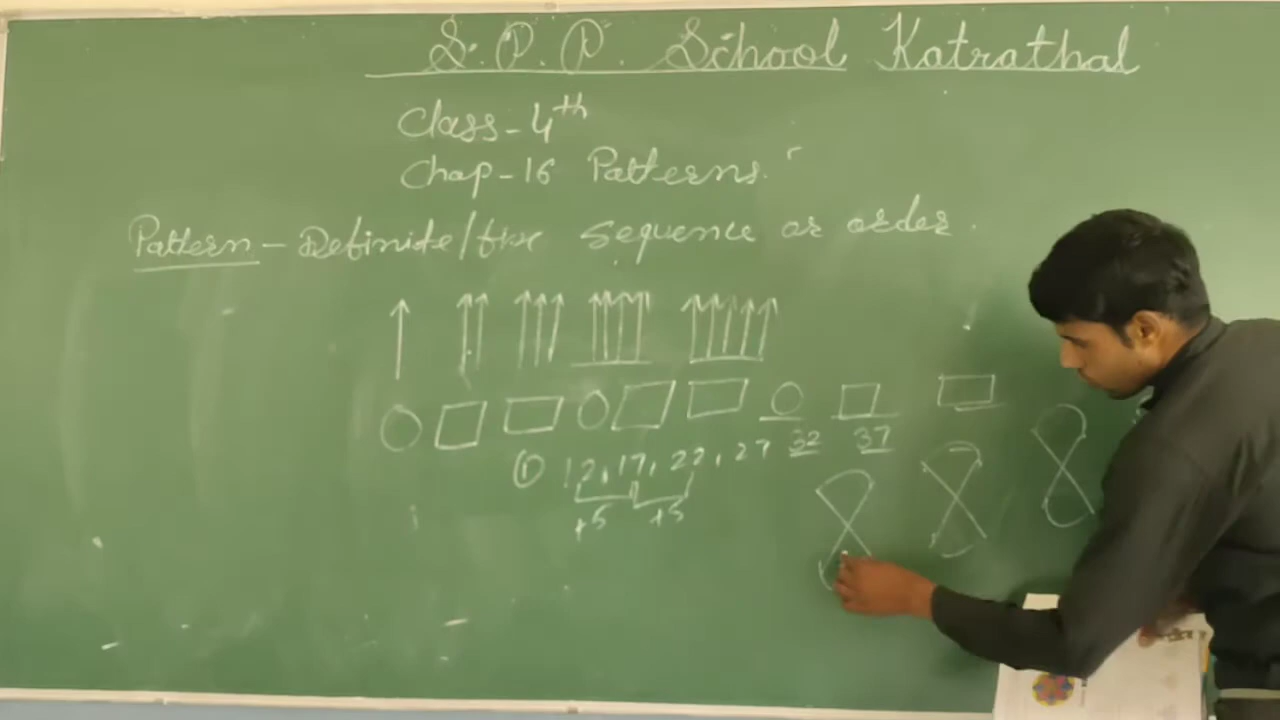 S. P. P. School Katrathal
Class - 4th
Chap - 16 Patterns.
Pattern - Definite/fix sequence or order.
① 12, 17, 22, 27 32 37
+5 +5